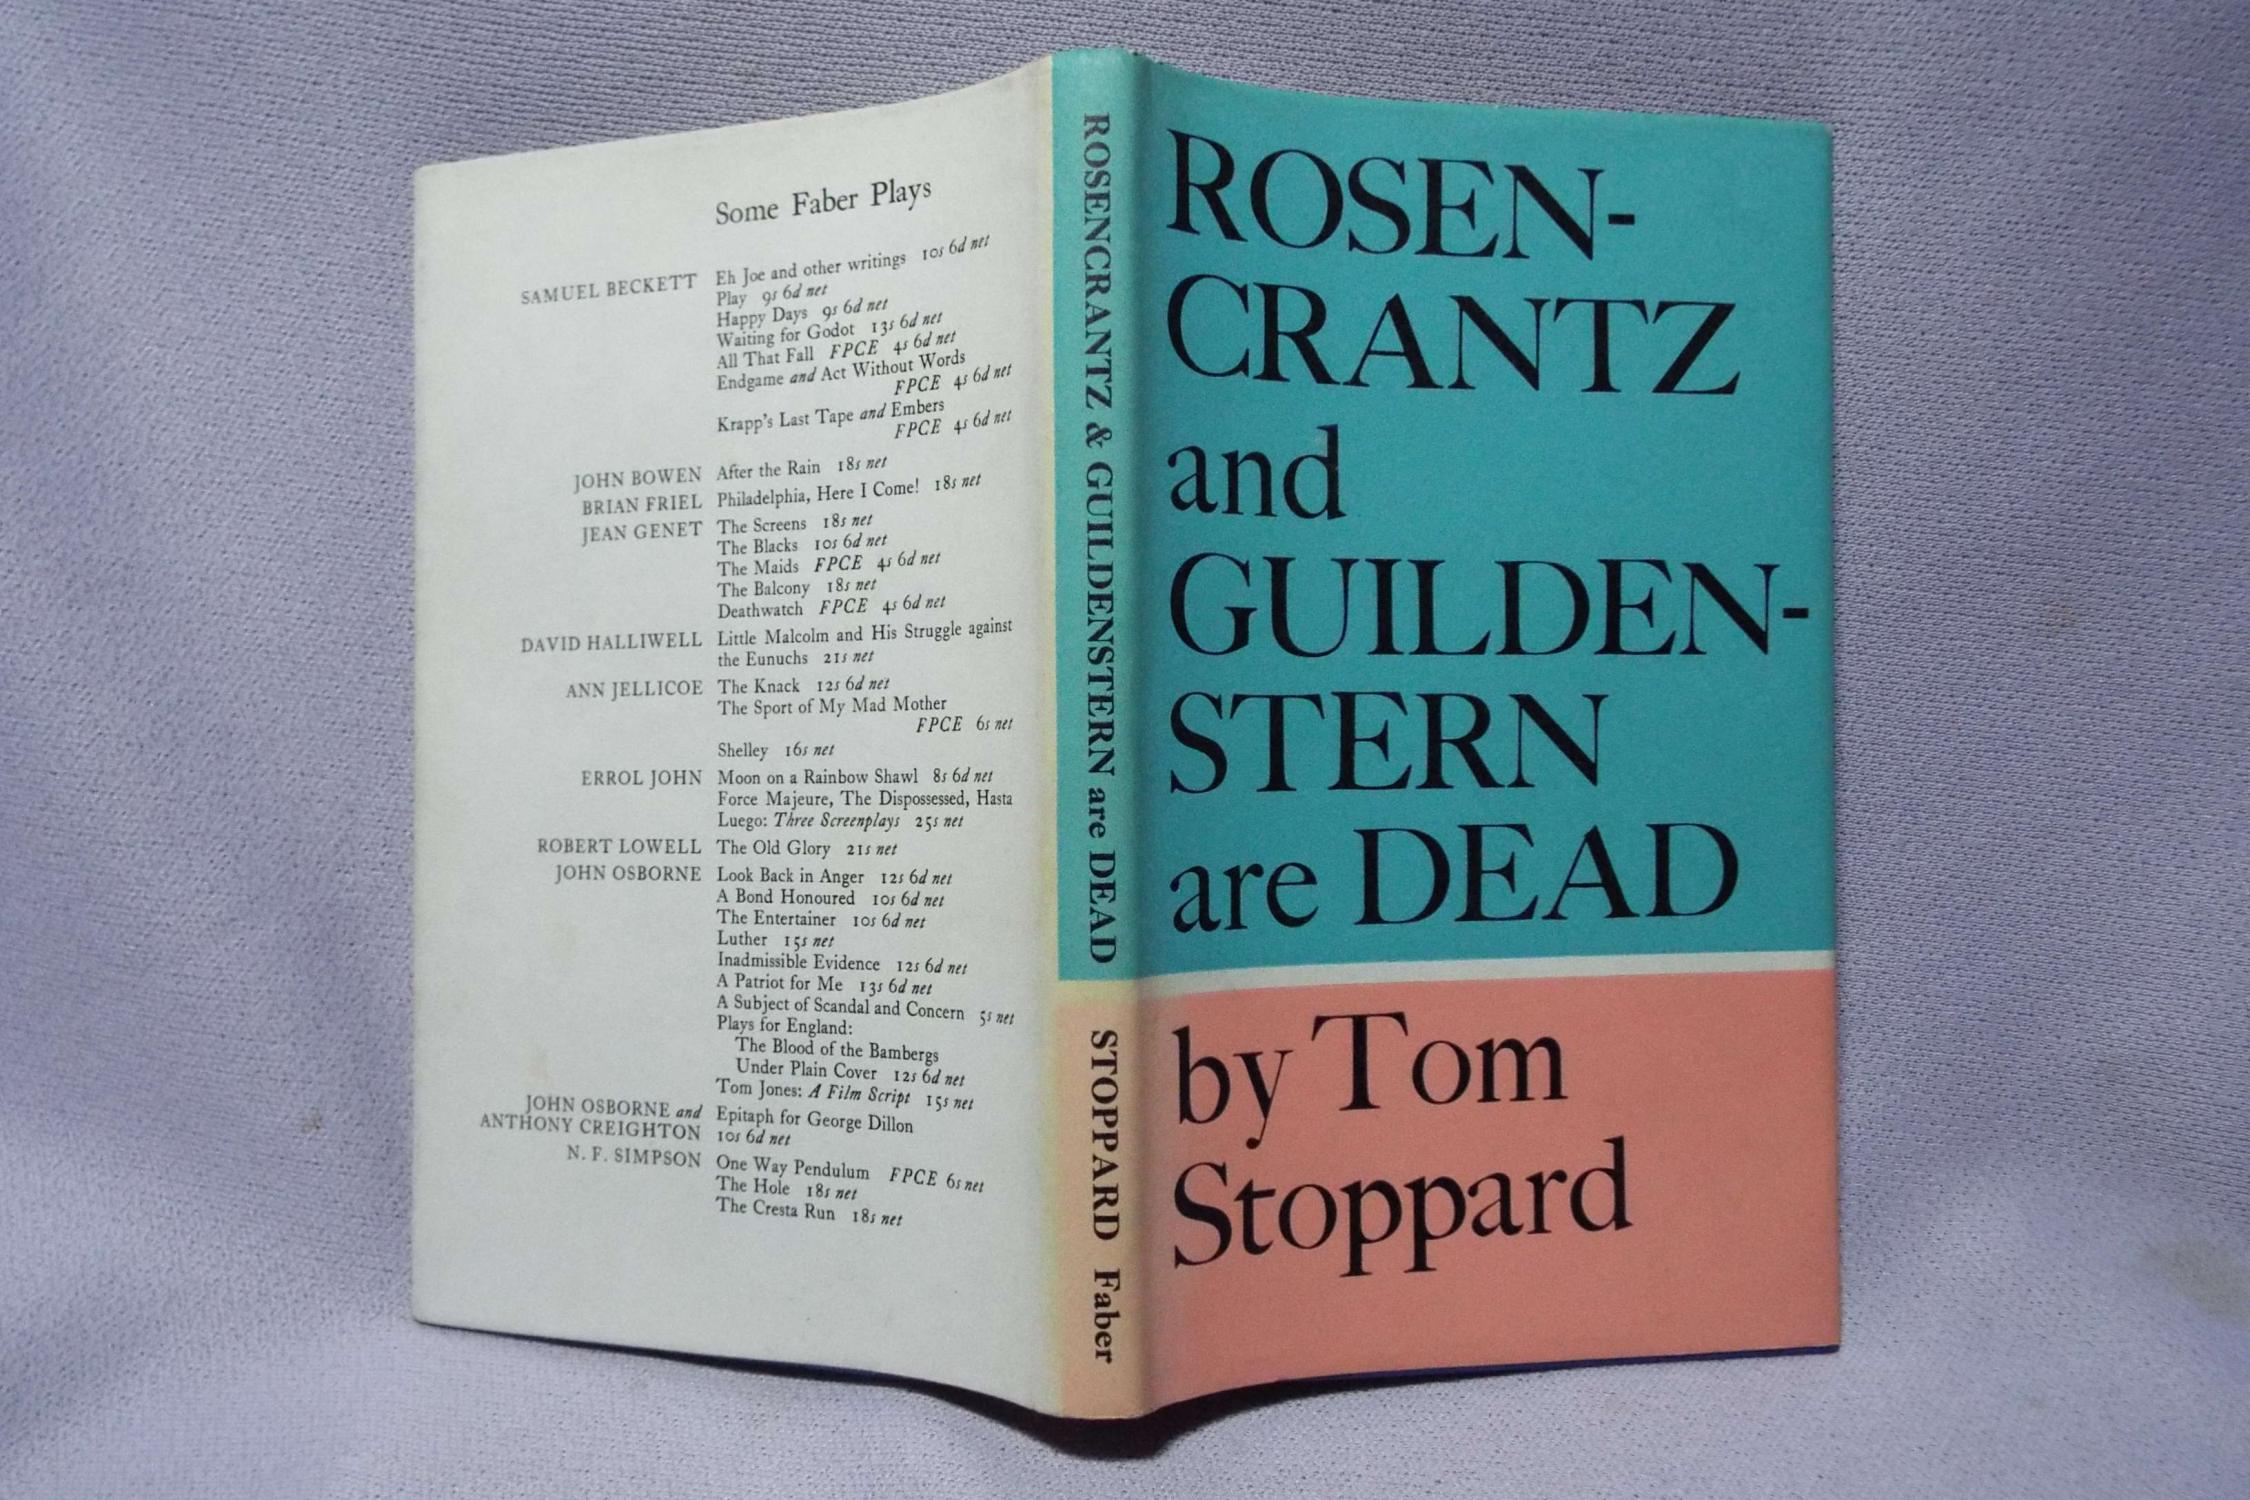 Some Faber Plays
SAMUEL BECKETT Eh Joe and other writings 10s 6d net
Play 9s 6d net
Happy Days 9s 6d net
Waiting for Godot 13s 6d net
All That Fall FPCE 4s 6d net
Endgame and Act Without Words
FPCE 4s 6d net
Krapp's Last Tape and Embers
FPCE 4s 6d net
JOHN BOWEN After the Rain 18s net
BRIAN FRIEL Philadelphia, Here I Come! 18s net
JEAN GENET The Screens 18s net
The Blacks 10s 6d net
The Maids FPCE 4s 6d net
The Balcony 18s net
Deathwatch FPCE 4s 6d net
DAVID HALLIWELL Little Malcolm and His Struggle against
the Eunuchs 21s net
ANN JELLICOE The Knack 12s 6d net
The Sport of My Mad Mother
FPCE 6s net
Shelley 16s net
ERROL JOHN Moon on a Rainbow Shawl 8s 6d net
Force Majeure, The Dispossessed, Hasta
Luego: Three Screenplays 25s net
ROBERT LOWELL The Old Glory 21s net
JOHN OSBORNE Look Back in Anger 12s 6d net
A Bond Honoured 10s 6d net
The Entertainer 10s 6d net
Luther 15s net
Inadmissible Evidence 12s 6d net
A Patriot for Me 13s 6d net
A Subject of Scandal and Concern 5s net
Plays for England:
The Blood of the Bambergs
Under Plain Cover 12s 6d net
Tom Jones: A Film Script 15s net
JOHN OSBORNE and Epitaph for George Dillon
ANTHONY CREIGHTON 10s 6d net
N. F. SIMPSON One Way Pendulum FPCE 6s net
The Hole 18s net
The Cresta Run 18s net
ROSENCRANTZ & GUILDENSTERN are DEAD STOPPARD Faber
ROSEN-
CRANTZ
and
GUILDEN-
STERN
are DEAD
by Tom
Stoppard